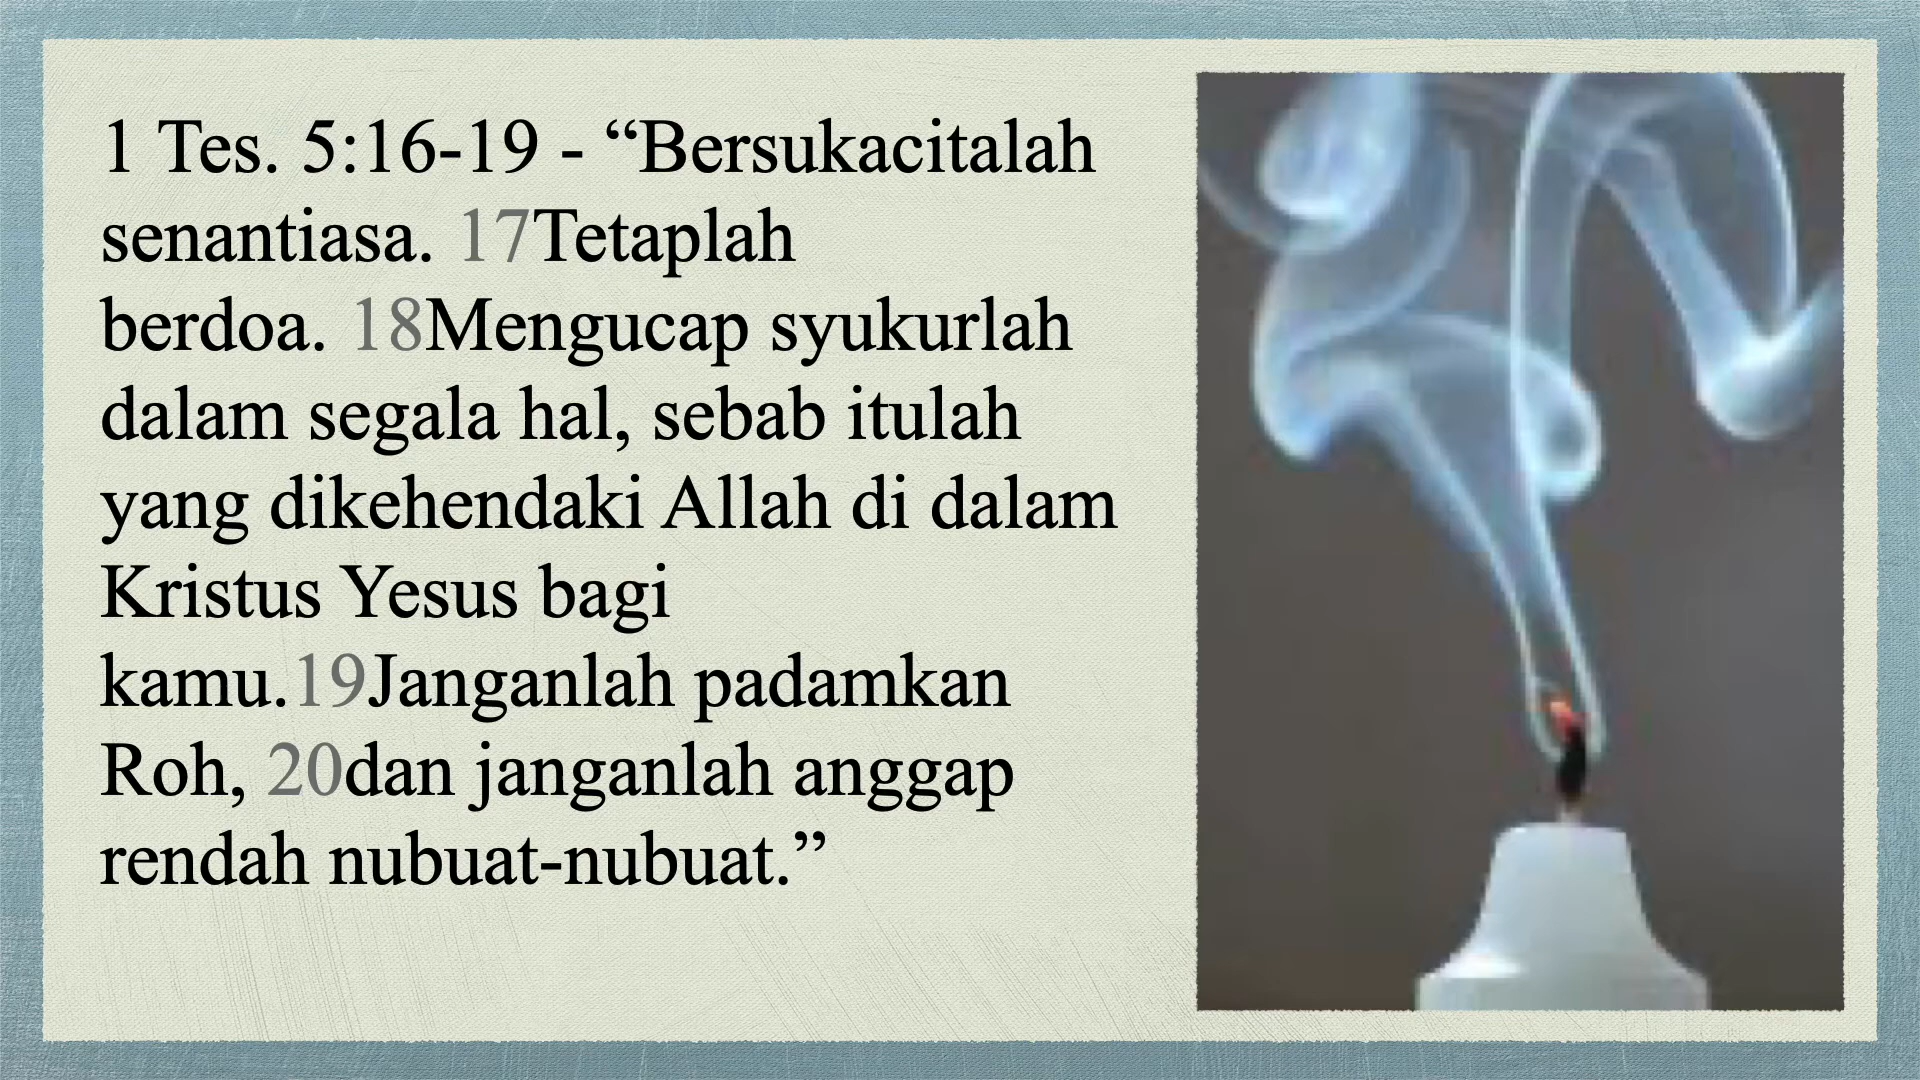 1 Tes. 5:16-19 - “Bersukacitalah
senantiasa. 17Tetaplah
berdoa. 18Mengucap syukurlah
dalam segala hal, sebab itulah
yang dikehendaki Allah di dalam
Kristus Yesus bagi
kamu.19Janganlah padamkan
Roh, 20dan janganlah anggap
rendah nubuat-nubuat.”